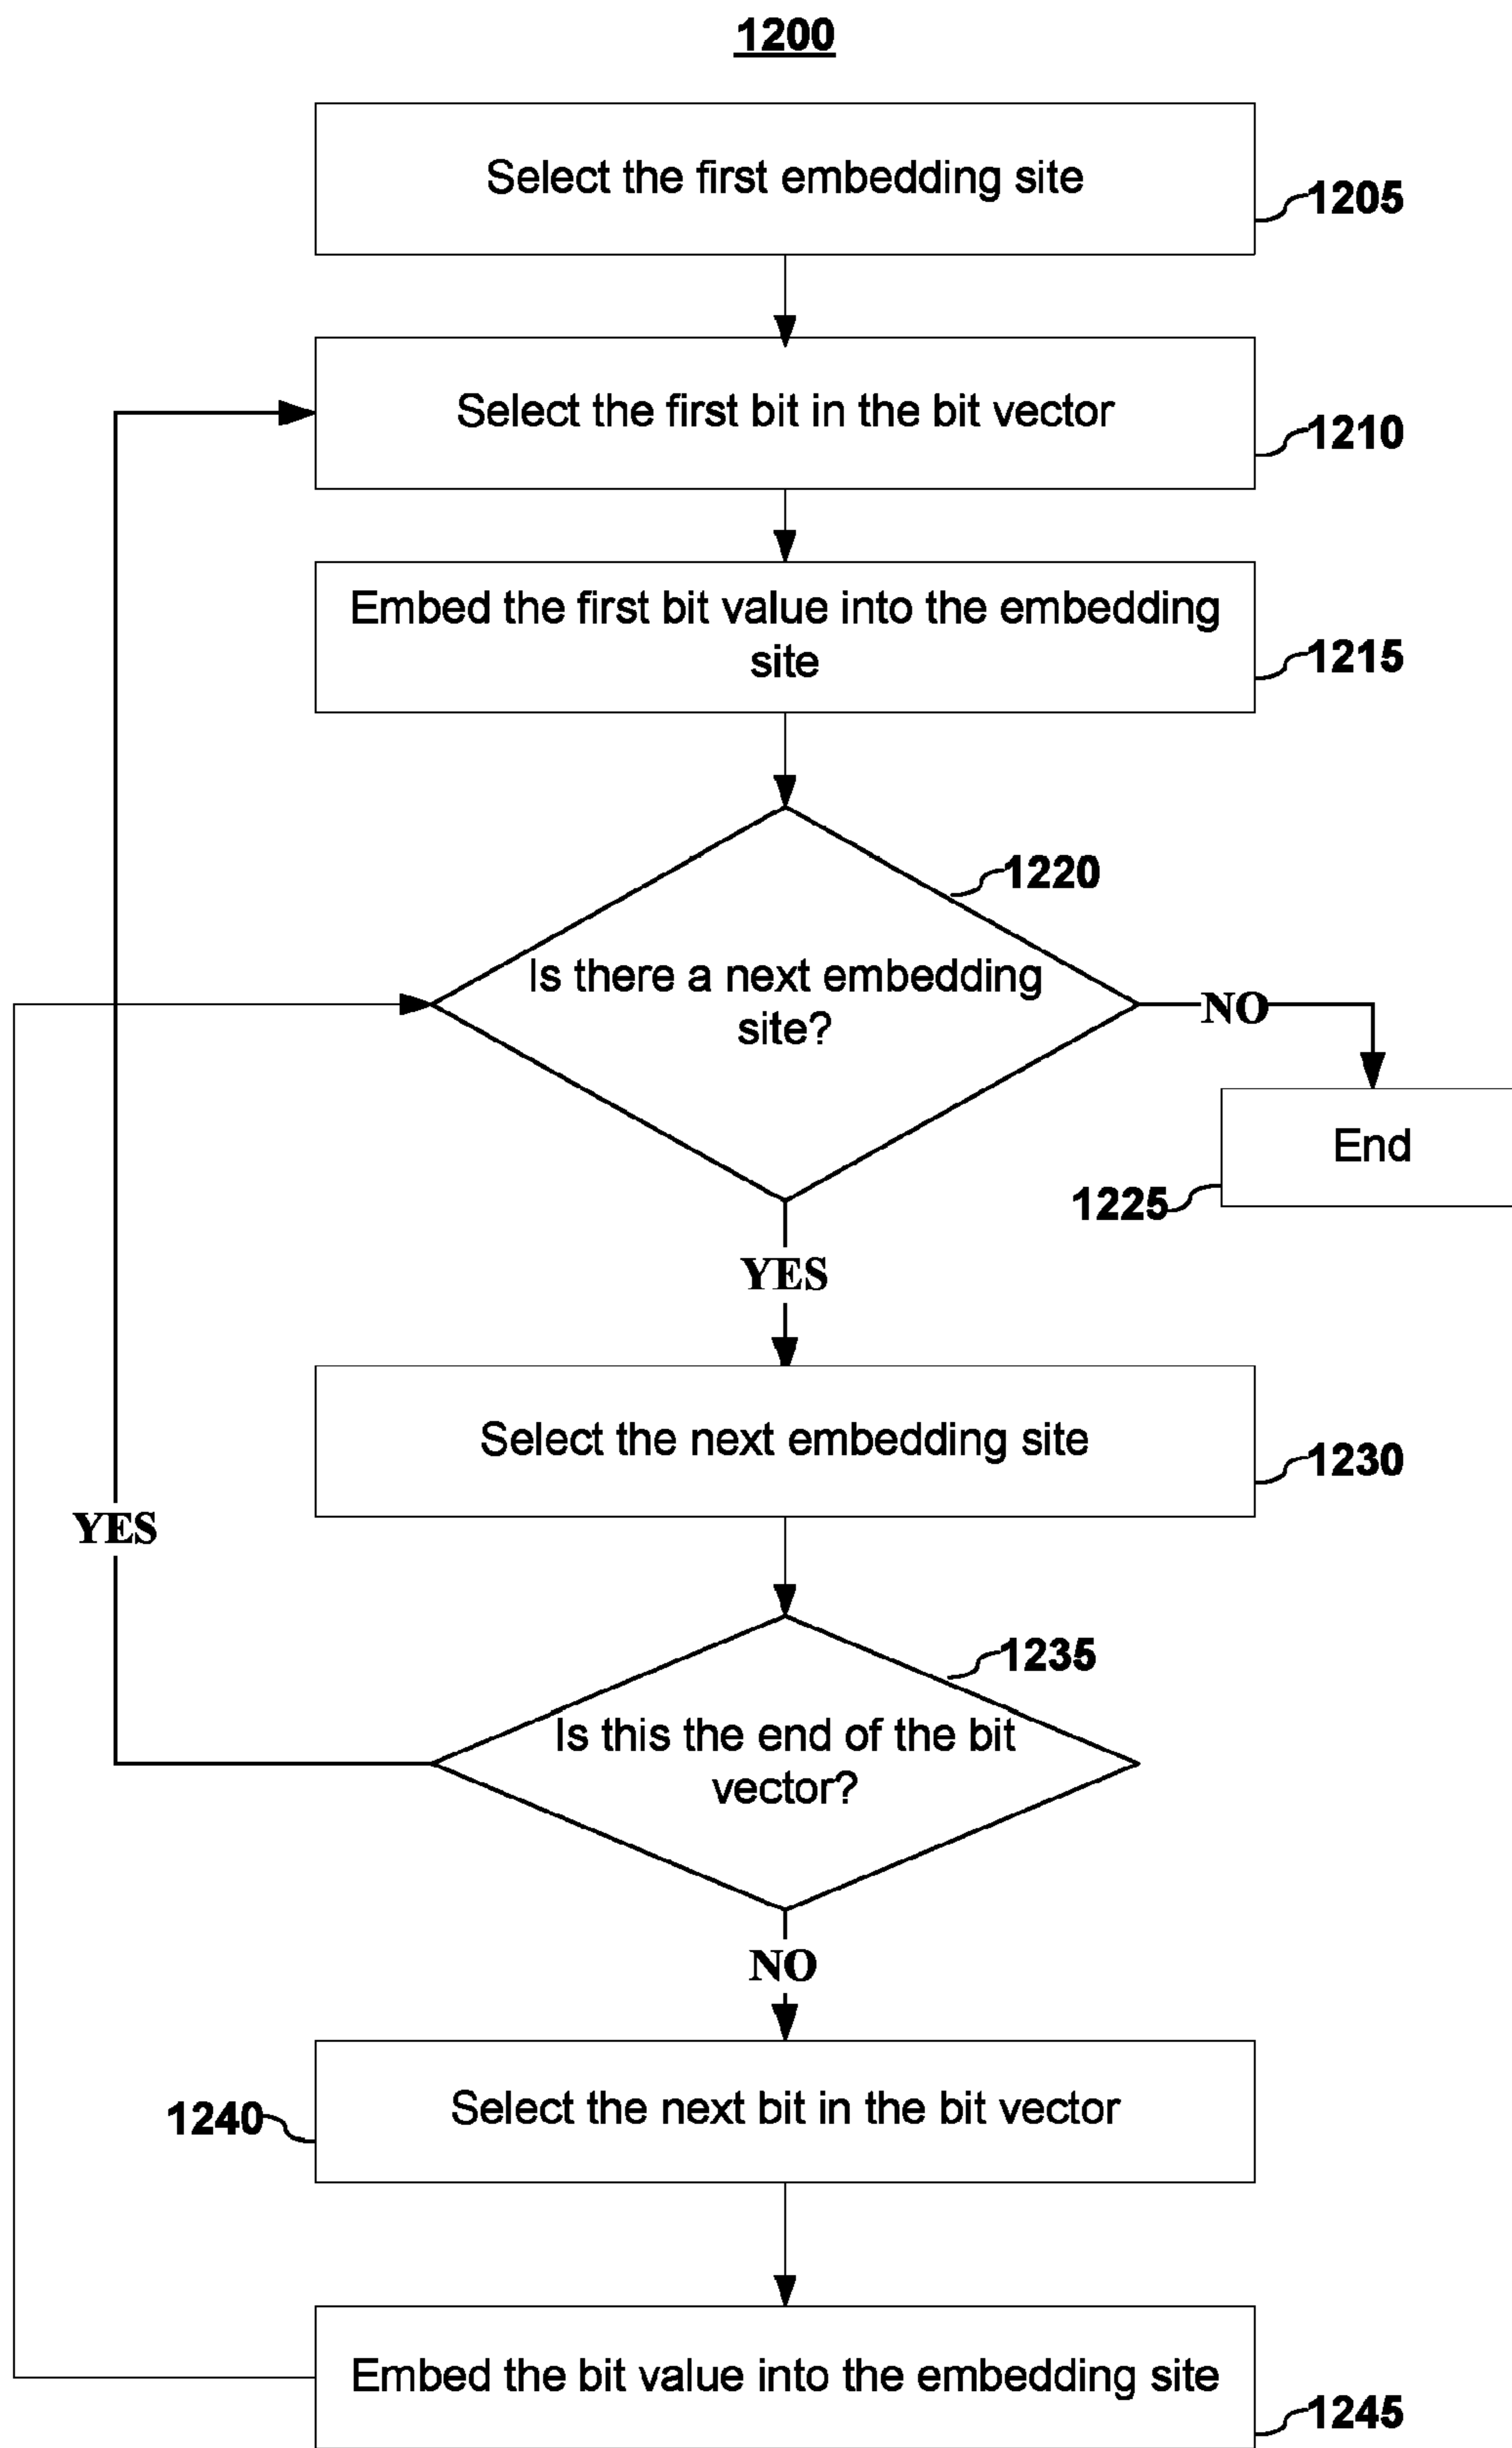 1200
Select the first embedding site
1205
Select the first bit in the bit vector
1210
Embed the first bit value into the embedding
site
1215
1220
Is there a next embedding
site?
NO
End
1225
YES
Select the next embedding site
1230
YES
1235
Is this the end of the bit
vector?
NO
Select the next bit in the bit vector
1240
Embed the bit value into the embedding site
1245